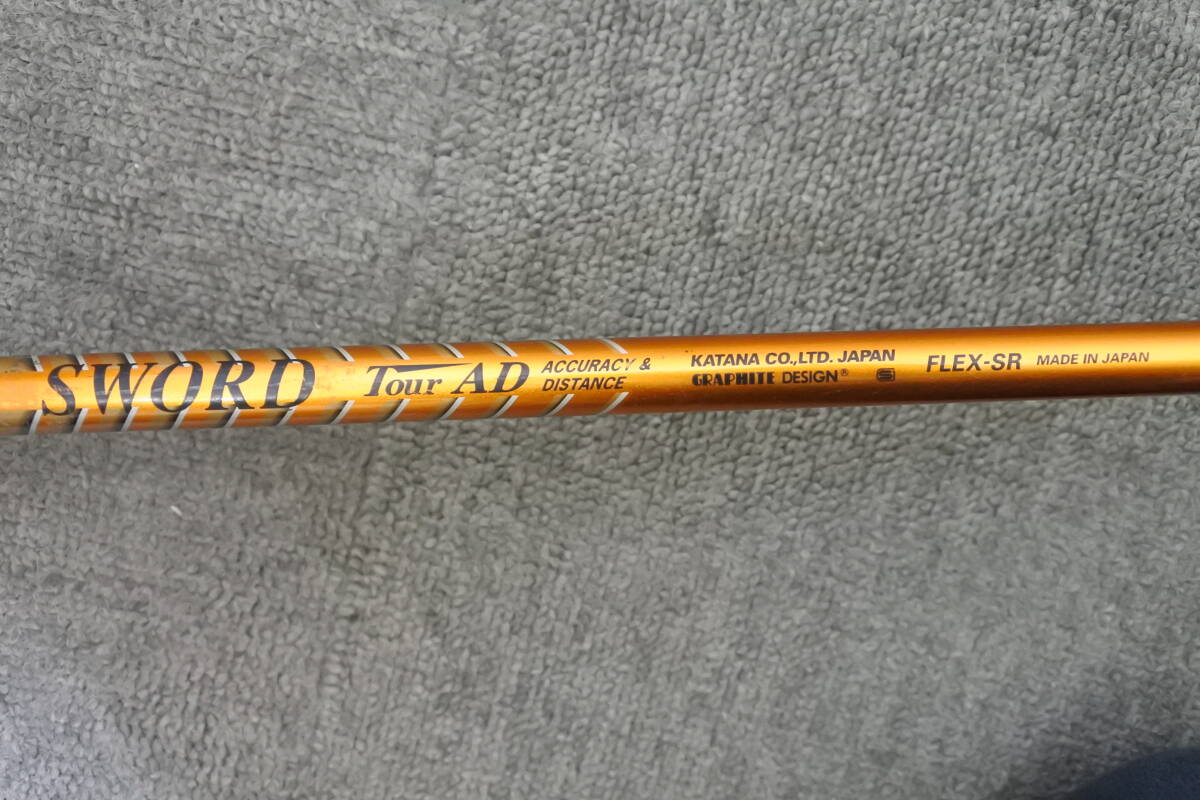 SWORD
Tour AD
ACCURACY &
DISTANCE
KATANA CO.,LTD. JAPAN
GRAPHITE DESIGN®
FLEX-SR
MADE IN JAPAN